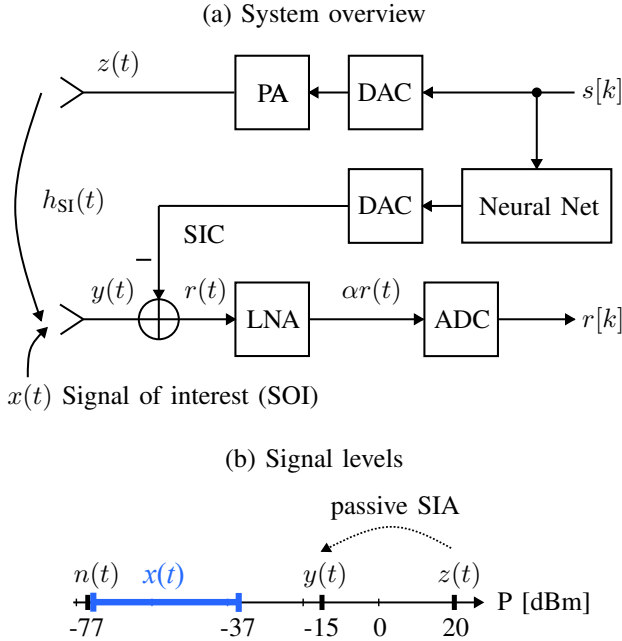 (a) System overview
z(t)
PA
DAC
s[k]
h_SI(t)
DAC
Neural Net
SIC
−
y(t)
r(t)
LNA
αr(t)
ADC
r[k]
x(t) Signal of interest (SOI)
(b) Signal levels
passive SIA
n(t)
x(t)
y(t)
z(t)
P [dBm]
-77
-37
-15
0
20